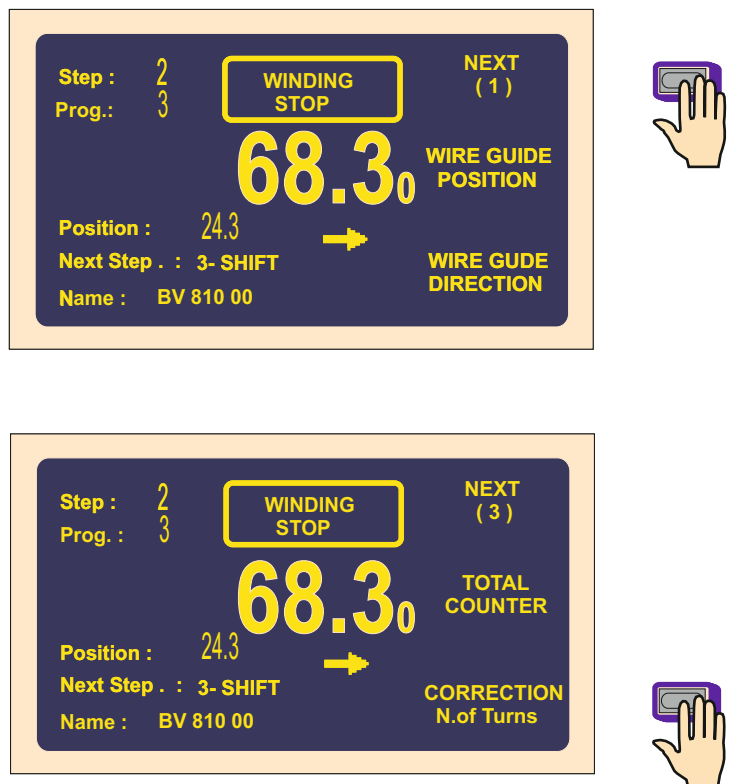 Step : 2
Prog.: 3
WINDING
STOP
NEXT
( 1 )
68.30
WIRE GUIDE
POSITION
Position : 24.3
Next Step . : 3- SHIFT
Name : BV 810 00
WIRE GUDE
DIRECTION
Step : 2
Prog. : 3
WINDING
STOP
NEXT
( 3 )
68.30
TOTAL
COUNTER
Position : 24.3
Next Step . : 3- SHIFT
Name : BV 810 00
CORRECTION
N.of Turns